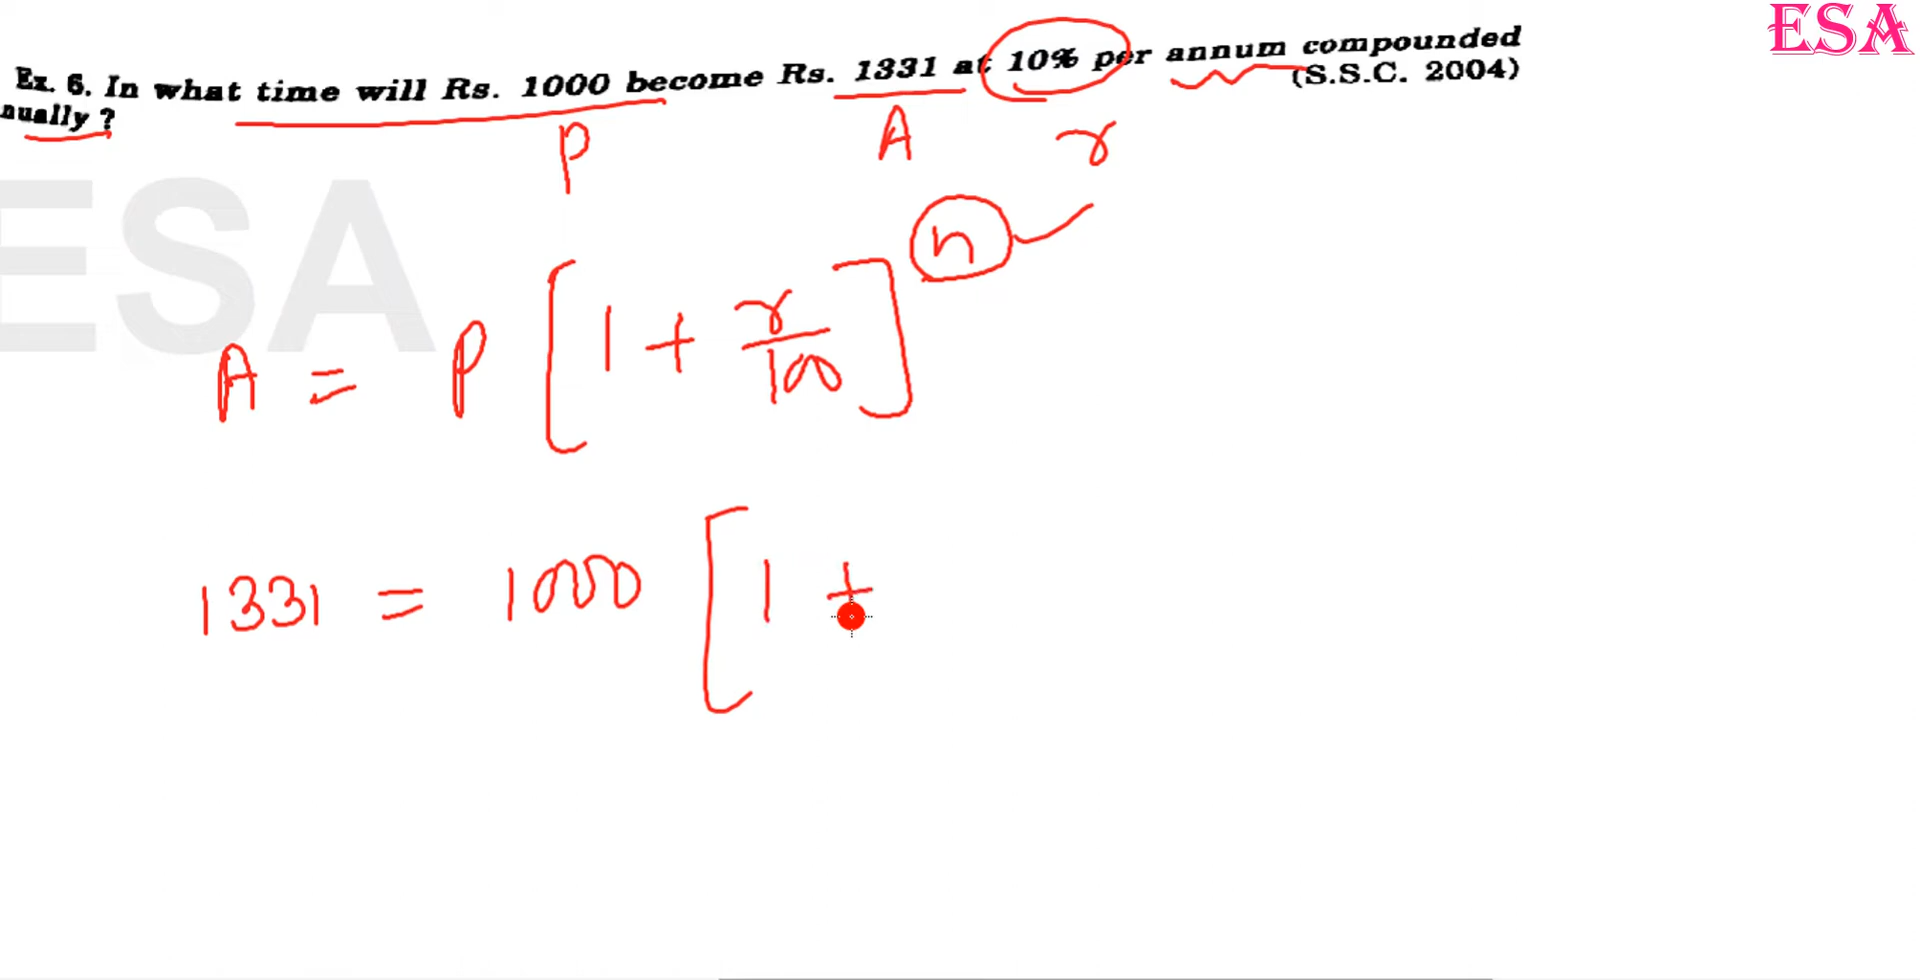 ESA
Ex. 6. In what time will Rs. 1000 become Rs. 1331 at 10% per annum compounded
(S.S.C. 2004)
nually ?
P A r
ESA
A = P [ 1 + r/100 ]^n
1331 = 1000 [ 1 +